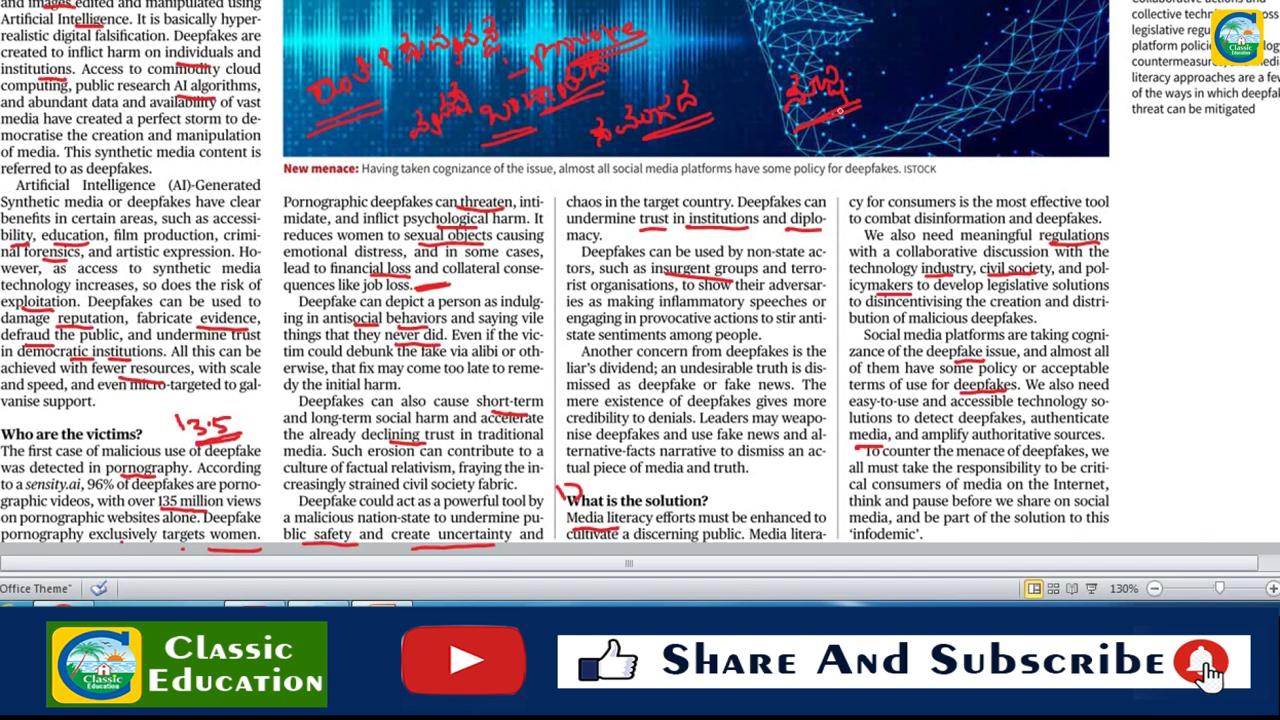 and images edited and manipulated using
Artificial Intelligence. It is basically hyper-
realistic digital falsification. Deepfakes are
created to inflict harm on individuals and
institutions. Access to commodity cloud
computing, public research AI algorithms,
and abundant data and availability of vast
media have created a perfect storm to de-
mocratise the creation and manipulation
of media. This synthetic media content is
referred to as deepfakes.
Artificial Intelligence (AI)-Generated
Synthetic media or deepfakes have clear
benefits in certain areas, such as accessi-
bility, education, film production, crimi-
nal forensics, and artistic expression. Ho-
wever, as access to synthetic media
technology increases, so does the risk of
exploitation. Deepfakes can be used to
damage reputation, fabricate evidence,
defraud the public, and undermine trust
in democratic institutions. All this can be
achieved with fewer resources, with scale
and speed, and even micro-targeted to gal-
vanise support.
13.5
Who are the victims?
The first case of malicious use of deepfake
was detected in pornography. According
to a sensity.ai, 96% of deepfakes are porno-
graphic videos, with over 135 million views
on pornographic websites alone. Deepfake
pornography exclusively targets women.
New menace: Having taken cognizance of the issue, almost all social media platforms have some policy for deepfakes. ISTOCK
Pornographic deepfakes can threaten, inti-
midate, and inflict psychological harm. It
reduces women to sexual objects causing
emotional distress, and in some cases,
lead to financial loss and collateral conse-
quences like job loss.
Deepfake can depict a person as indulg-
ing in antisocial behaviors and saying vile
things that they never did. Even if the vic-
tim could debunk the fake via alibi or oth-
erwise, that fix may come too late to reme-
dy the initial harm.
Deepfakes can also cause short-term
and long-term social harm and accelerate
the already declining trust in traditional
media. Such erosion can contribute to a
culture of factual relativism, fraying the in-
creasingly strained civil society fabric.
Deepfake could act as a powerful tool by
a malicious nation-state to undermine pu-
blic safety and create uncertainty and
chaos in the target country. Deepfakes can
undermine trust in institutions and diplo-
macy.
Deepfakes can be used by non-state ac-
tors, such as insurgent groups and terro-
rist organisations, to show their adversar-
ies as making inflammatory speeches or
engaging in provocative actions to stir anti-
state sentiments among people.
Another concern from deepfakes is the
liar's dividend; an undesirable truth is dis-
missed as deepfake or fake news. The
mere existence of deepfakes gives more
credibility to denials. Leaders may weapo-
nise deepfakes and use fake news and al-
ternative-facts narrative to dismiss an ac-
tual piece of media and truth.
What is the solution?
Media literacy efforts must be enhanced to
cultivate a discerning public. Media litera-
cy for consumers is the most effective tool
to combat disinformation and deepfakes.
We also need meaningful regulations
with a collaborative discussion with the
technology industry, civil society, and pol-
icymakers to develop legislative solutions
to disincentivising the creation and distri-
bution of malicious deepfakes.
Social media platforms are taking cogni-
zance of the deepfake issue, and almost all
of them have some policy or acceptable
terms of use for deepfakes. We also need
easy-to-use and accessible technology so-
lutions to detect deepfakes, authenticate
media, and amplify authoritative sources.
To counter the menace of deepfakes, we
all must take the responsibility to be criti-
cal consumers of media on the Internet,
think and pause before we share on social
media, and be part of the solution to this
'infodemic'.
collaborative actions and
collective
legislative
platform
countermeasures,
literacy approaches are a few
of the ways in which
threat can be mitigated
Classic
Education
Office Theme"
130%
Classic
Education
Share And Subscribe